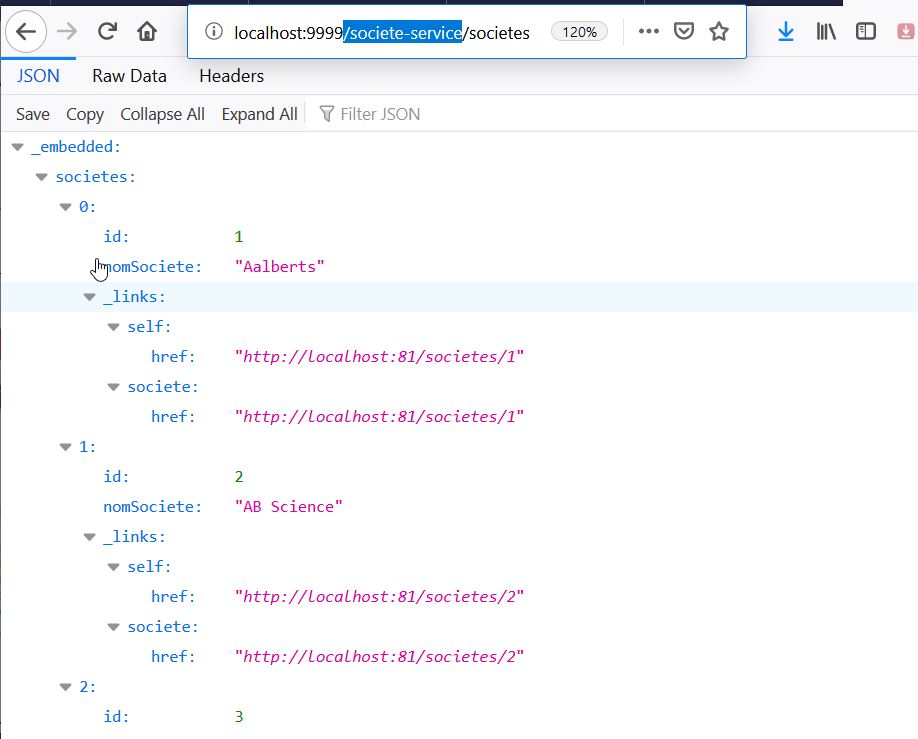 localhost:9999/societe-service/societes 120%
JSON Raw Data Headers
Save Copy Collapse All Expand All Filter JSON
_embedded:
societes:
0:
id: 1
nomSociete: "Aalberts"
_links:
self:
href: "http://localhost:81/societes/1"
societe:
href: "http://localhost:81/societes/1"
1:
id: 2
nomSociete: "AB Science"
_links:
self:
href: "http://localhost:81/societes/2"
societe:
href: "http://localhost:81/societes/2"
2:
id: 3